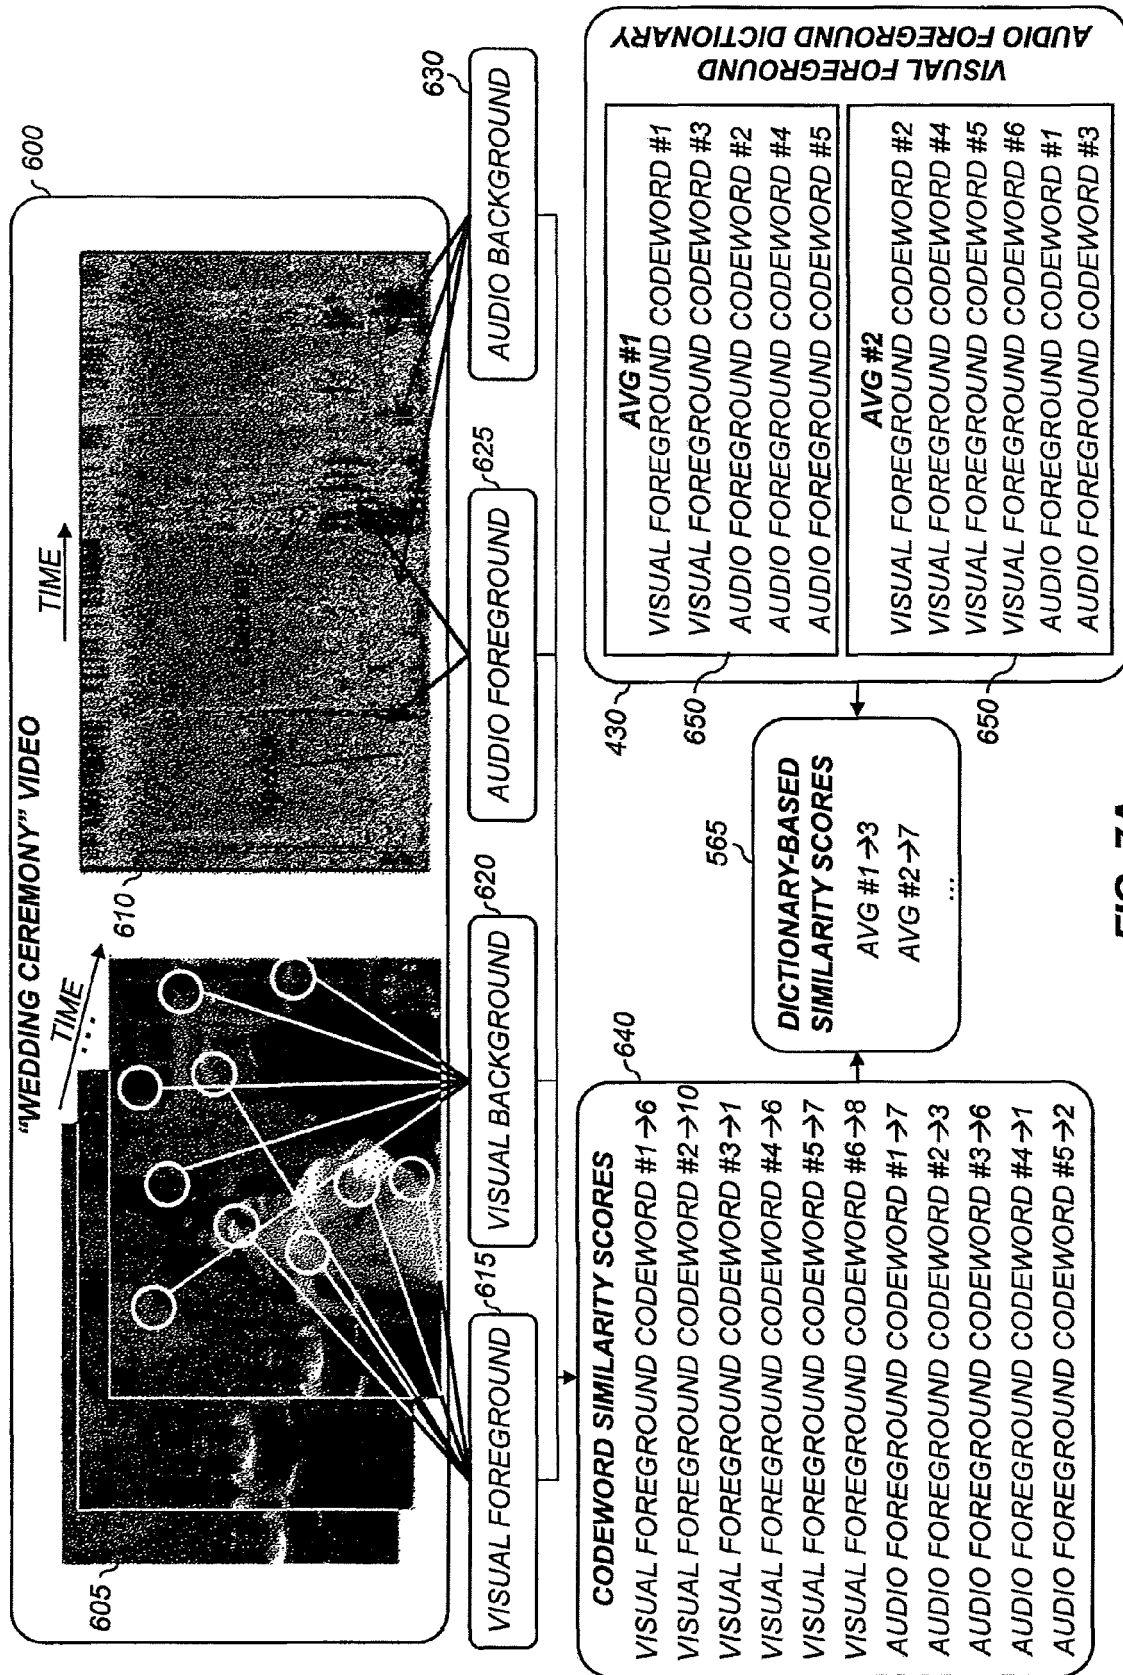 "WEDDING CEREMONY" VIDEO
600
TIME
...
605
TIME
610
VISUAL FOREGROUND
615
VISUAL BACKGROUND
620
AUDIO FOREGROUND
625
AUDIO BACKGROUND
630
CODEWORD SIMILARITY SCORES
640
VISUAL FOREGROUND CODEWORD #1→6
VISUAL FOREGROUND CODEWORD #2→10
VISUAL FOREGROUND CODEWORD #3→1
VISUAL FOREGROUND CODEWORD #4→6
VISUAL FOREGROUND CODEWORD #5→7
VISUAL FOREGROUND CODEWORD #6→8
AUDIO FOREGROUND CODEWORD #1→7
AUDIO FOREGROUND CODEWORD #2→3
AUDIO FOREGROUND CODEWORD #3→6
AUDIO FOREGROUND CODEWORD #4→1
AUDIO FOREGROUND CODEWORD #5→2
565
DICTIONARY-BASED
SIMILARITY SCORES
AVG #1→3
AVG #2→7
...
430
650
AVG #1
VISUAL FOREGROUND CODEWORD #1
VISUAL FOREGROUND CODEWORD #3
AUDIO FOREGROUND CODEWORD #2
AUDIO FOREGROUND CODEWORD #4
AUDIO FOREGROUND CODEWORD #5
650
AVG #2
VISUAL FOREGROUND CODEWORD #2
VISUAL FOREGROUND CODEWORD #4
VISUAL FOREGROUND CODEWORD #5
VISUAL FOREGROUND CODEWORD #6
AUDIO FOREGROUND CODEWORD #1
AUDIO FOREGROUND CODEWORD #3
VISUAL FOREGROUND
AUDIO FOREGROUND DICTIONARY
FIG. 7A